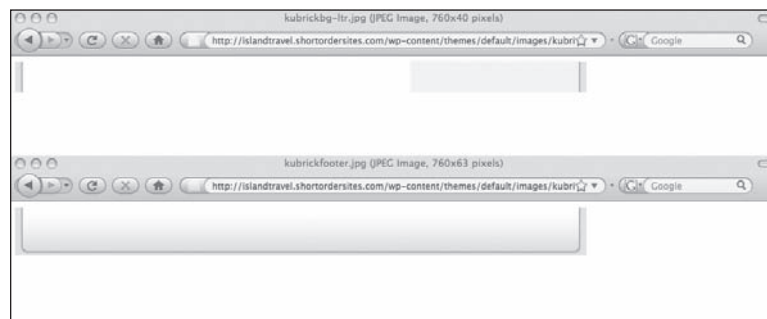 kubrickbg-ltr.jpg (JPEG Image, 760x40 pixels)
http://islandtravel.shortordersites.com/wp-content/themes/default/images/kubri
Google
kubrickfooter.jpg (JPEG Image, 760x63 pixels)
http://islandtravel.shortordersites.com/wp-content/themes/default/images/kubri
Google